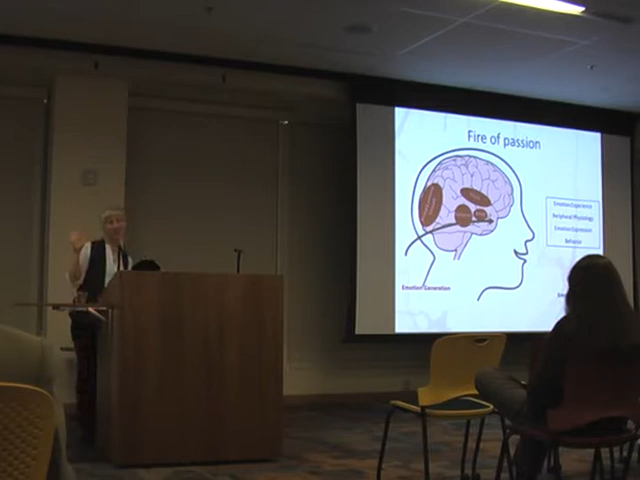 Fire of passion
Emotion Experience
Peripheral Physiology
Emotion Expression
Behavior
Emotion Generation